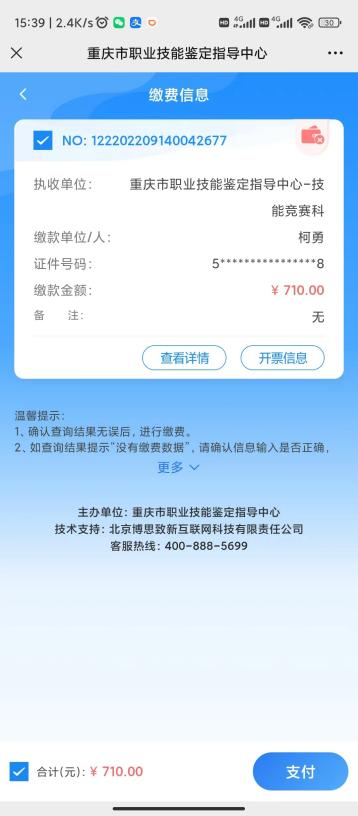 15:39 | 2.4K/s
4G 4G 30
重庆市职业技能鉴定指导中心
缴费信息
NO: 122202209140042677
执收单位: 重庆市职业技能鉴定指导中心-技
能竞赛科
缴款单位/人: 柯勇
证件号码: 5****************8
缴款金额: ¥ 710.00
备 注: 无
查看详情 开票信息
温馨提示:
1、确认查询结果无误后，进行缴费。
2、如查询结果提示“没有缴费数据”，请确认信息输入是否正确，
更多
主办单位: 重庆市职业技能鉴定指导中心
技术支持: 北京博思致新互联网科技有限责任公司
客服热线: 400-888-5699
合计(元): ¥ 710.00 支付